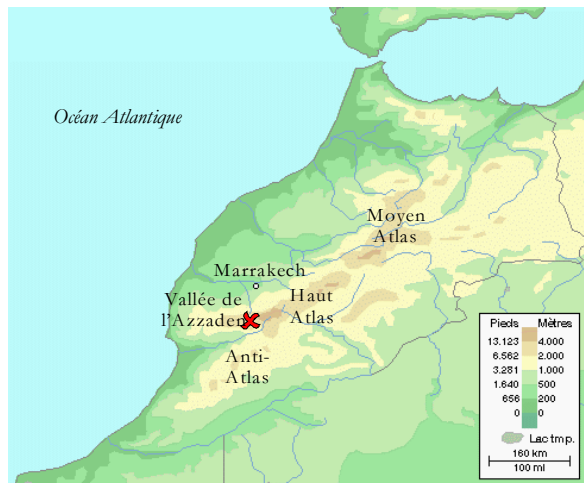 Océan Atlantique
Moyen
Atlas
Marrakech
Vallée de
l'Azzaden
Haut
Atlas
Anti-
Atlas
Pieds Mètres
13.123 4.000
6.562 2.000
3.281 1.000
1.640 500
656 200
0 0
Lac tmp.
160 km
100 mi